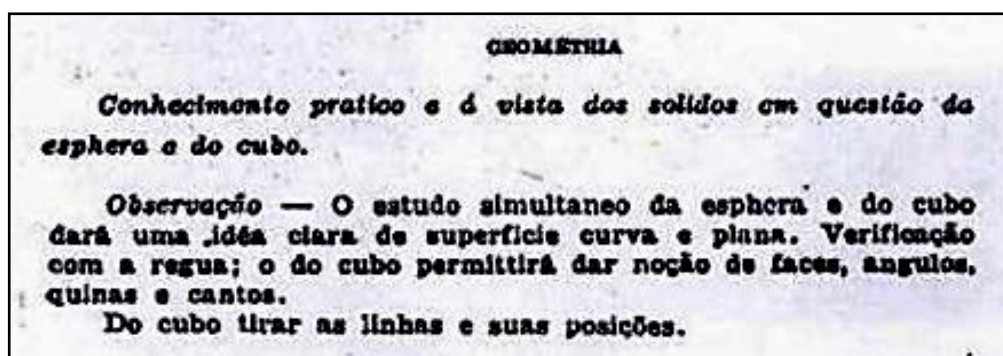 GEOMETRIA
Conhecimento pratico e á vista dos solidos em questão da
esphera e do cubo.
Observação — O estudo simultaneo da esphera e do cubo
dará uma idéa clara de superficie curva e plana. Verificação
com a regua; o do cubo permittirá dar noção de faces, angulos,
quinas e cantos.
Do cubo tirar as linhas e suas posições.